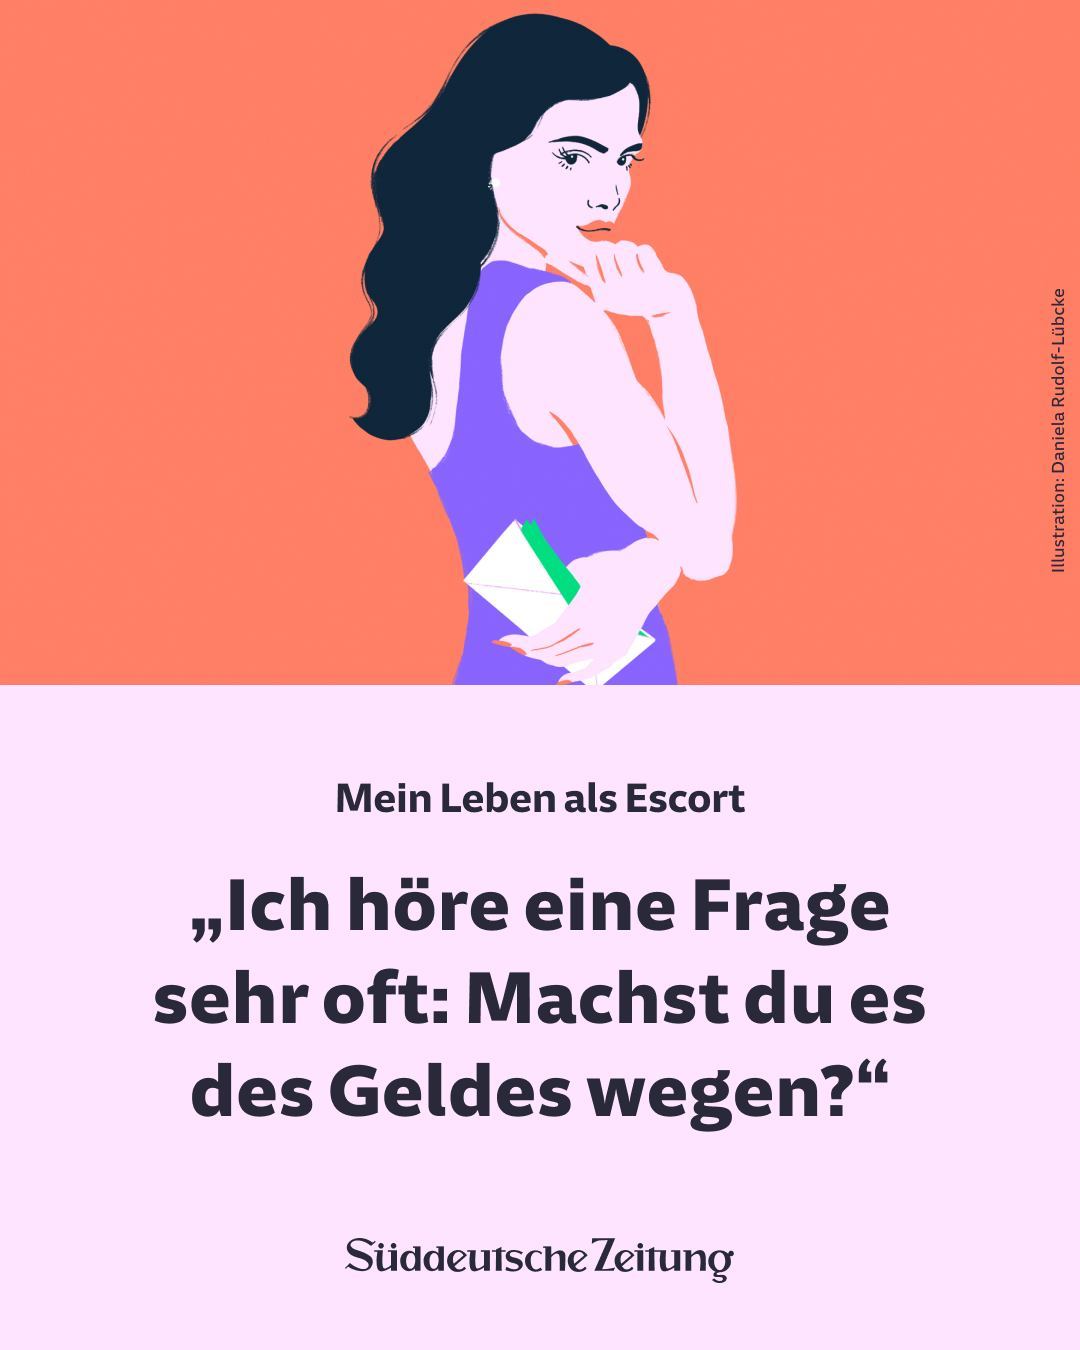 Illustration: Daniela Rudolf-Lübcke
Mein Leben als Escort
„Ich höre eine Frage
sehr oft: Machst du es
des Geldes wegen?“
Süddeutsche Zeitung